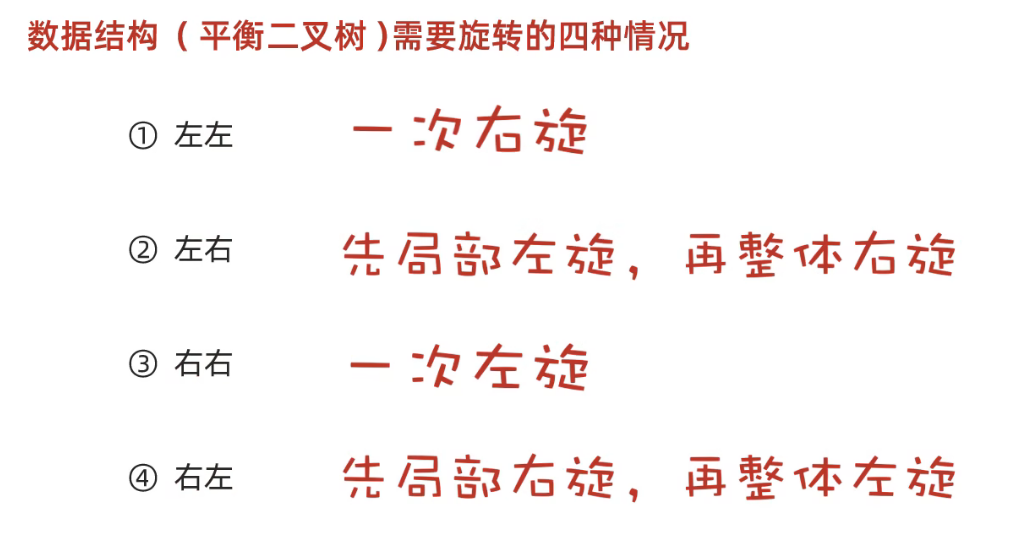 数据结构（平衡二叉树）需要旋转的四种情况
① 左左 一次右旋
② 左右 先局部左旋，再整体右旋
③ 右右 一次左旋
④ 右左 先局部右旋，再整体左旋